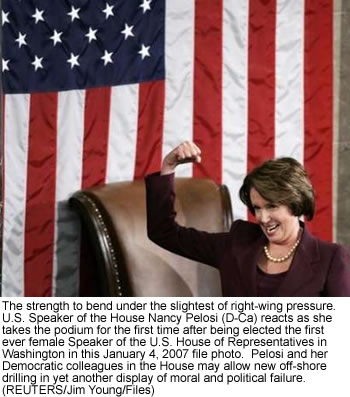 The strength to bend under the slightest of right-wing pressure.
U.S. Speaker of the House Nancy Pelosi (D-Ca) reacts as she
takes the podium for the first time after being elected the first
ever female Speaker of the U.S. House of Representatives in
Washington in this January 4, 2007 file photo.  Pelosi and her
Democratic colleagues in the House may allow new off-shore
drilling in yet another display of moral and political failure.
(REUTERS/Jim Young/Files)